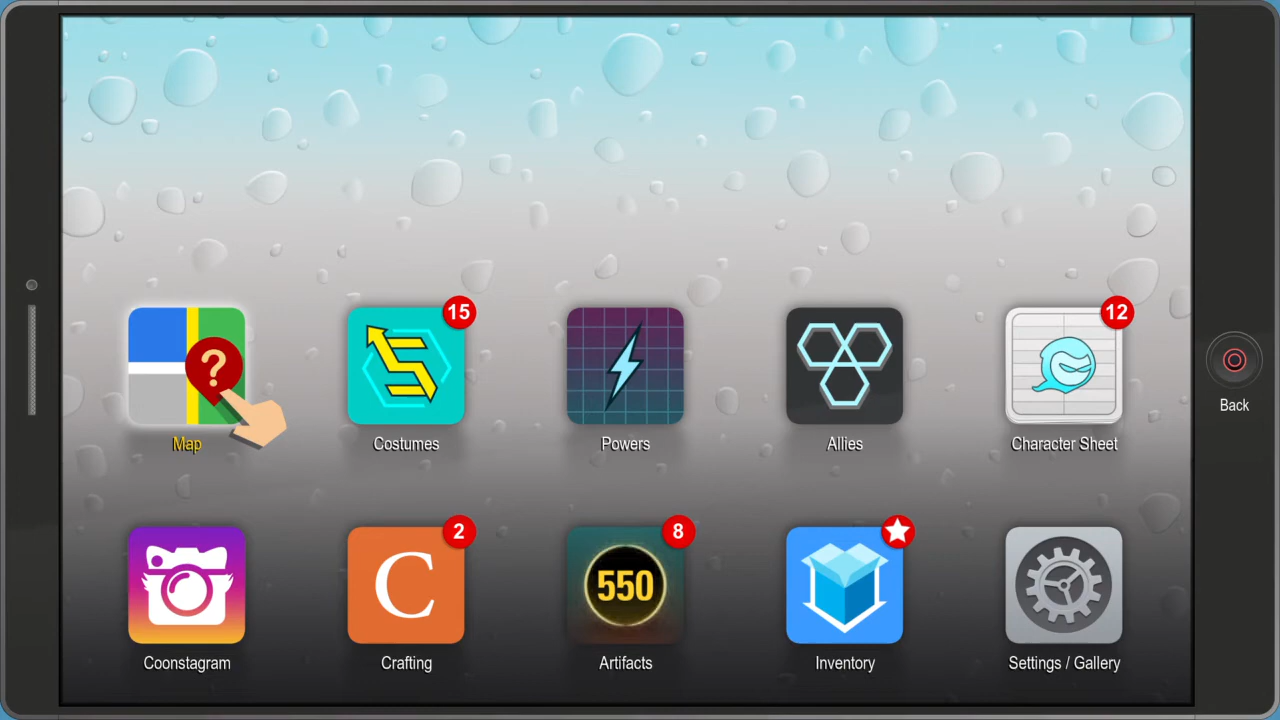 15
12
?
Map
Costumes
Powers
Allies
Character Sheet
Back
2
8
C
550
Coonstagram
Crafting
Artifacts
Inventory
Settings / Gallery